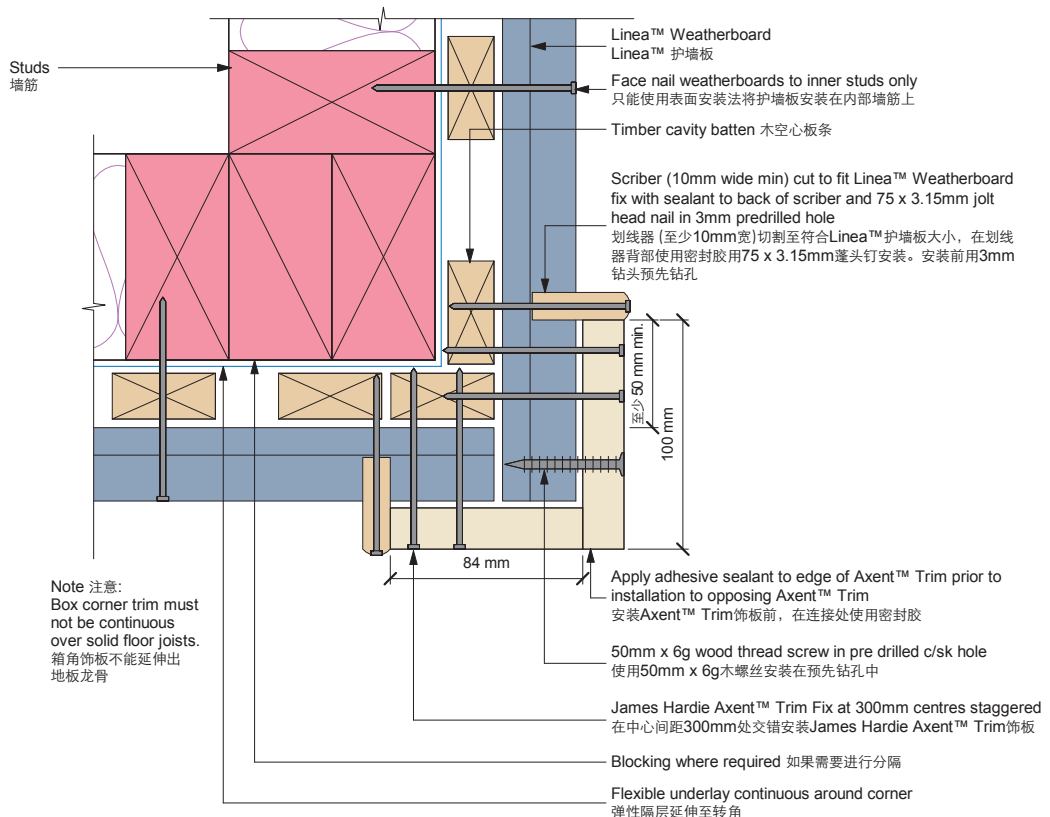 Studs
墙筋
Linea™ Weatherboard
Linea™ 护墙板
Face nail weatherboards to inner studs only
只能使用表面安装法将护墙板安装在内部墙筋上
Timber cavity batten 木空心板条
Scriber (10mm wide min) cut to fit Linea™ Weatherboard
fix with sealant to back of scriber and 75 x 3.15mm jolt
head nail in 3mm predrilled hole
划线器 (至少10mm宽)切割至符合Linea™护墙板大小，在划线
器背部使用密封胶用75 x 3.15mm蓬头钉安装。安装前用3mm
钻头预先钻孔
至少 50 mm min.
100 mm
84 mm
Note 注意:
Box corner trim must
not be continuous
over solid floor joists.
箱角饰板不能延伸出
地板龙骨
Apply adhesive sealant to edge of Axent™ Trim prior to
installation to opposing Axent™ Trim
安装Axent™ Trim饰板前，在连接处使用密封胶
50mm x 6g wood thread screw in pre drilled c/sk hole
使用50mm x 6g木螺丝安装在预先钻孔中
James Hardie Axent™ Trim Fix at 300mm centres staggered
在中心间距300mm处交错安装James Hardie Axent™ Trim饰板
Blocking where required 如果需要进行分隔
Flexible underlay continuous around corner
弹性隔层延伸至转角